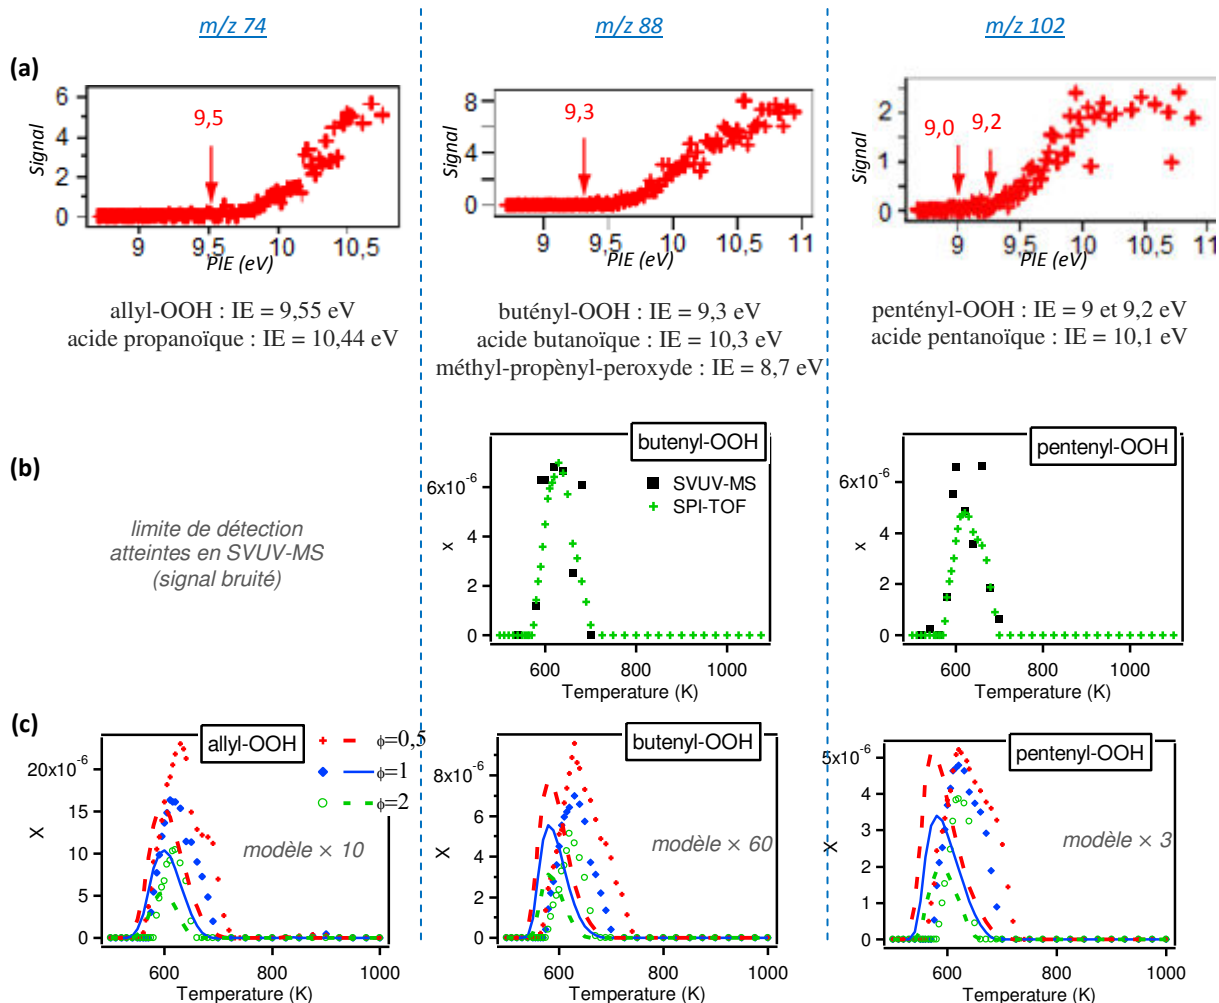 m/z 74
m/z 88
m/z 102
(a)
6
4
2
0
Signal
9,5
9
9,5
10
10,5
PIE (eV)
8
4
0
Signal
9,3
9
9,5
10
10,5
11
PIE (eV)
2
1
0
Signal
9,0
9,2
9
9,5
10
10,5
11
PIE (eV)
allyl-OOH : IE = 9,55 eV
acide propanoïque : IE = 10,44 eV
butényl-OOH : IE = 9,3 eV
acide butanoïque : IE = 10,3 eV
méthyl-propènyl-peroxyde : IE = 8,7 eV
pentényl-OOH : IE = 9 et 9,2 eV
acide pentanoïque : IE = 10,1 eV
(b)
limite de détection
atteintes en SVUV-MS
(signal bruité)
butenyl-OOH
SVUV-MS
SPI-TOF
6x10-6
4
2
0
x
600
800
1000
Temperature (K)
pentenyl-OOH
6x10-6
4
2
0
x
600
800
1000
Temperature (K)
(c)
allyl-OOH
ϕ=0,5
ϕ=1
ϕ=2
20x10-6
15
10
5
0
X
modèle × 10
600
800
1000
Temperature (K)
butenyl-OOH
8x10-6
6
4
2
0
X
modèle × 60
600
800
1000
Temperature (K)
pentenyl-OOH
5x10-6
4
3
2
1
0
X
modèle × 3
600
800
1000
Temperature (K)